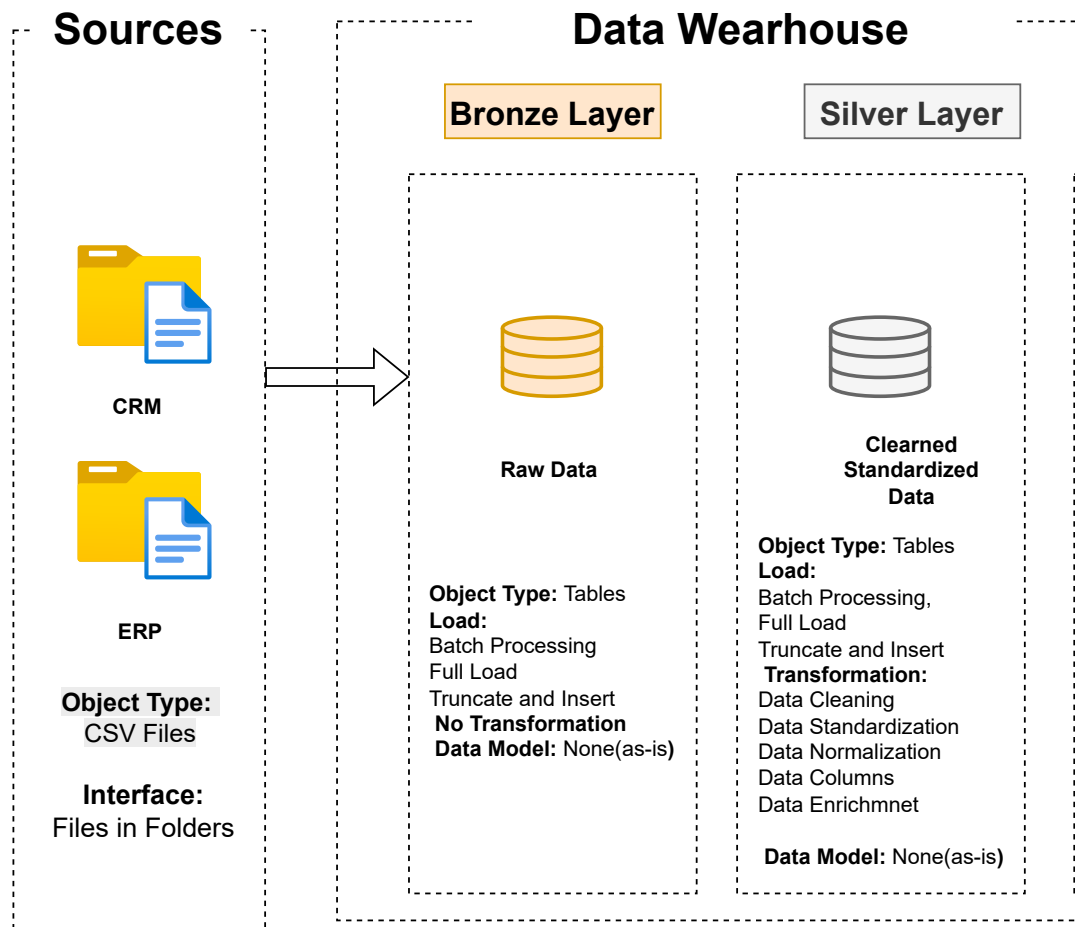 Sources
CRM
ERP
Object Type:
CSV Files
Interface:
Files in Folders
Data Wearhouse
Bronze Layer
Raw Data
Object Type: Tables
Load:
Batch Processing
Full Load
Truncate and Insert
No Transformation
Data Model: None(as-is)
Silver Layer
Clearned
Standardized
Data
Object Type: Tables
Load:
Batch Processing,
Full Load
Truncate and Insert
Transformation:
Data Cleaning
Data Standardization
Data Normalization
Data Columns
Data Enrichmnet
Data Model: None(as-is)